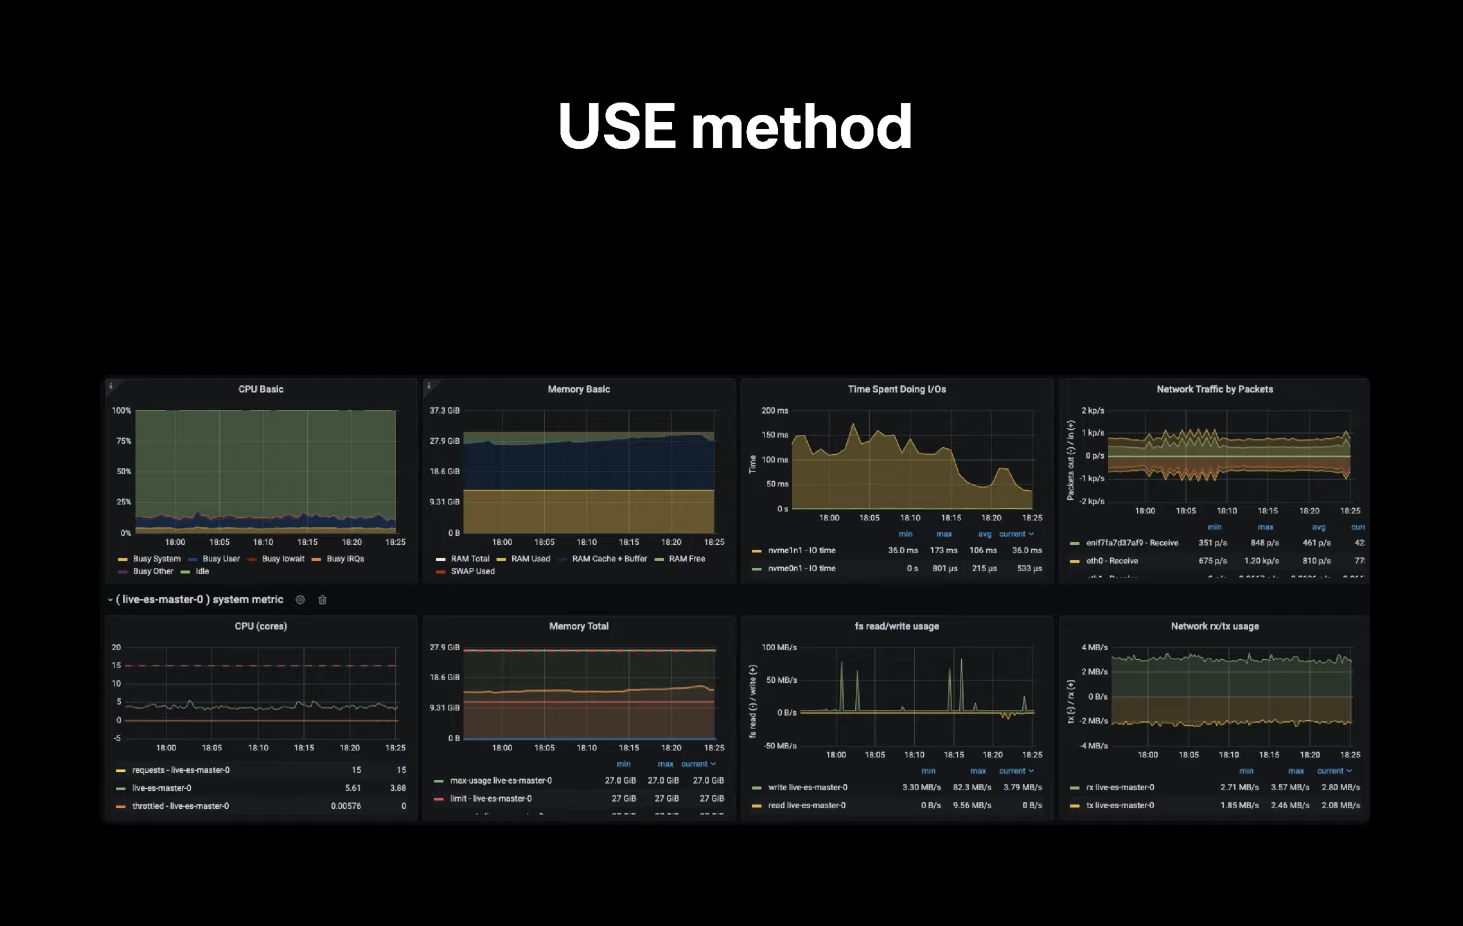 USE method
CPU Basic
100%
75%
50%
25%
0%
18:00 18:05 18:10 18:15 18:20 18:25
Busy System Busy User Busy Iowait Busy IRQs
Busy Other Idle
Memory Basic
37.3 GiB
27.9 GiB
18.6 GiB
9.31 GiB
0 B
18:00 18:05 18:10 18:15 18:20 18:25
RAM Total RAM Used RAM Cache + Buffer RAM Free
SWAP Used
Time Spent Doing I/Os
Time
200 ms
150 ms
100 ms
50 ms
0 s
18:00 18:05 18:10 18:15 18:20 18:25
min max avg current
nvme1n1 - IO time 36.0 ms 173 ms 106 ms 36.0 ms
nvme0n1 - IO time 0 s 801 µs 215 µs 533 µs
Network Traffic by Packets
Packets out (-) / in (+)
2 kp/s
1 kp/s
0 p/s
-1 kp/s
-2 kp/s
18:00 18:05 18:10 18:15 18:20 18:25
min max avg curr
enif7fa7d37af9 - Receive 351 p/s 848 p/s 461 p/s 42
eth0 - Receive 675 p/s 1.20 kp/s 810 p/s 77
( live-es-master-0 ) system metric
CPU (cores)
20
15
10
5
0
-5
18:00 18:05 18:10 18:15 18:20 18:25
requests - live-es-master-0 15 15
live-es-master-0 5.61 3.88
throttled - live-es-master-0 0.00576 0
Memory Total
27.9 GiB
18.6 GiB
9.31 GiB
0 B
18:00 18:05 18:10 18:15 18:20 18:25
min max current
max-usage live-es-master-0 27.0 GiB 27.0 GiB 27.0 GiB
limit - live-es-master-0 27 GiB 27 GiB 27 GiB
fs read/write usage
fs read (-) / write (+)
100 MB/s
50 MB/s
0 B/s
-50 MB/s
18:00 18:05 18:10 18:15 18:20 18:25
min max current
write live-es-master-0 3.30 MB/s 82.3 MB/s 3.79 MB/s
read live-es-master-0 0 B/s 9.56 MB/s 0 B/s
Network rx/tx usage
tx (-) / rx (+)
4 MB/s
2 MB/s
0 B/s
-2 MB/s
-4 MB/s
18:00 18:05 18:10 18:15 18:20 18:25
min max current
rx live-es-master-0 2.71 MB/s 3.57 MB/s 2.80 MB/s
tx live-es-master-0 1.85 MB/s 2.46 MB/s 2.08 MB/s